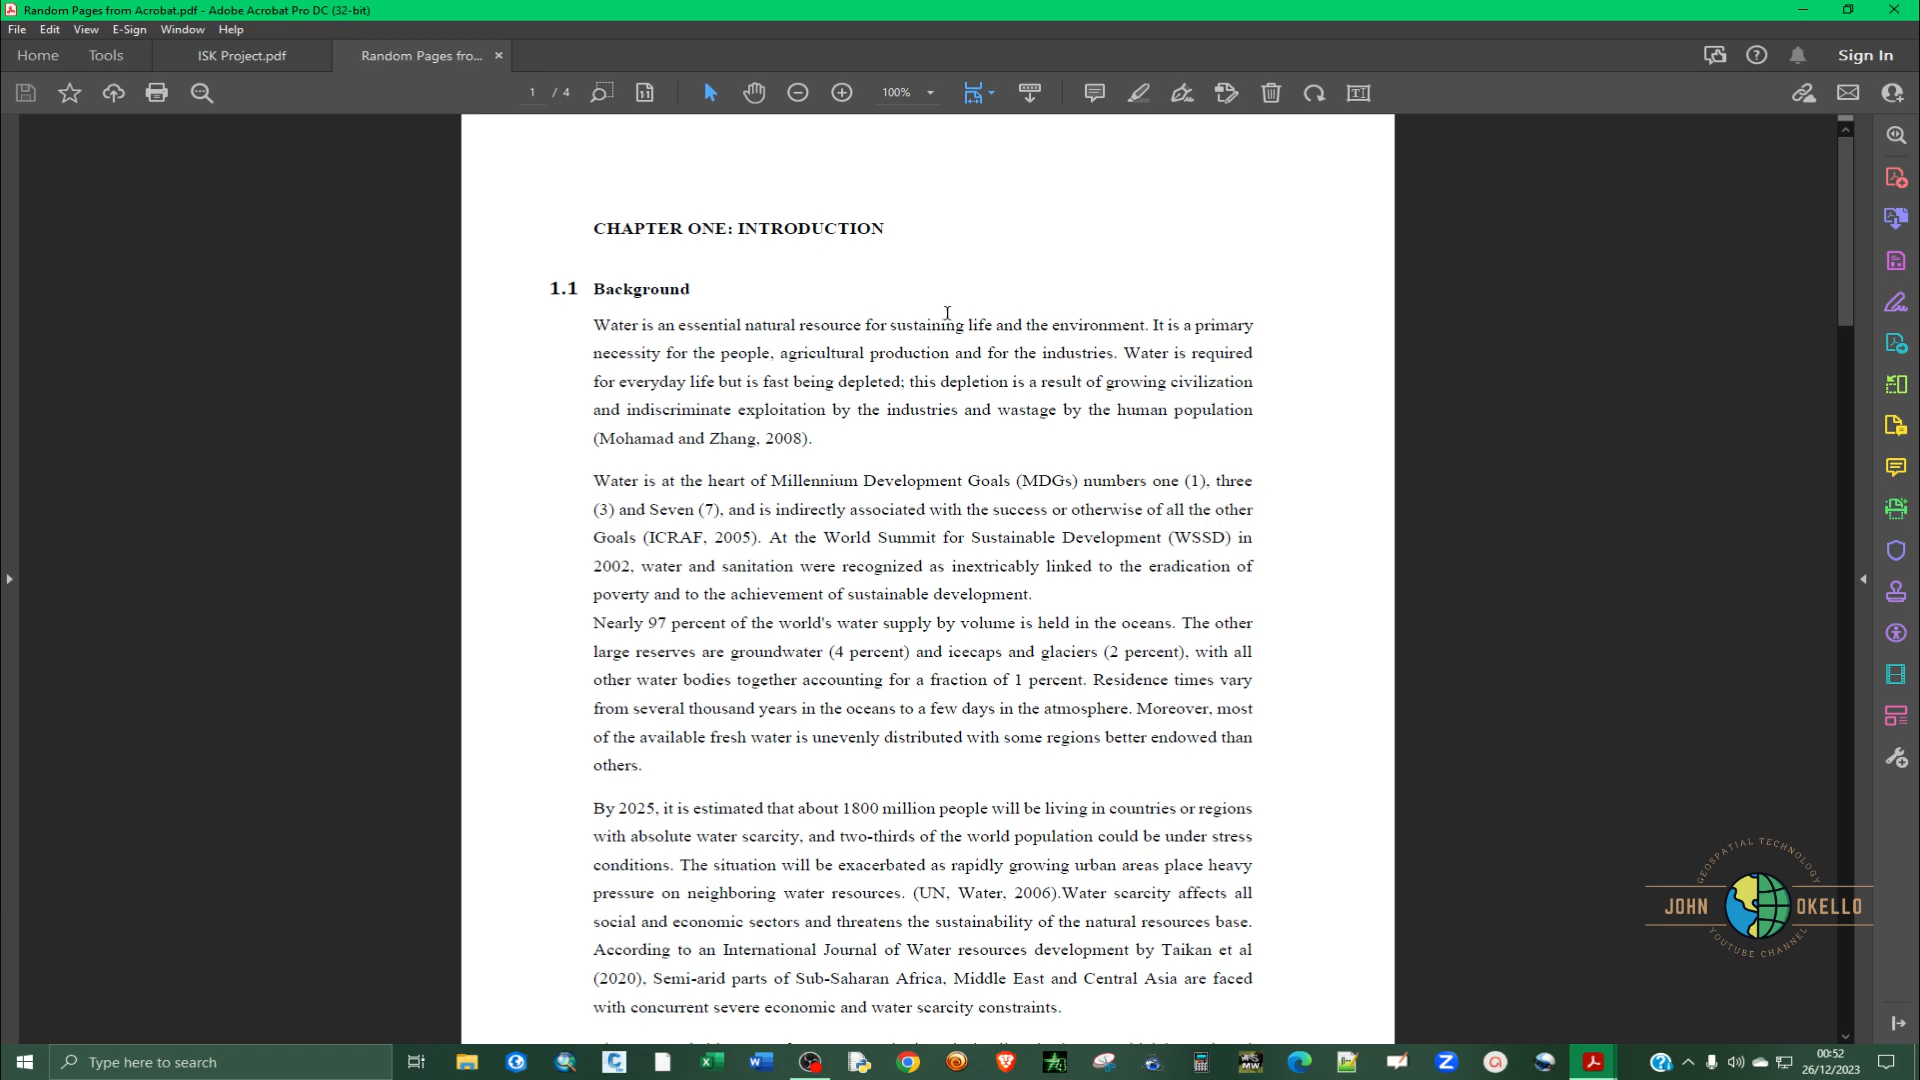 Random Pages from Acrobat.pdf - Adobe Acrobat Pro DC (32-bit)
File Edit View E-Sign Window Help
Home Tools ISK Project.pdf Random Pages fro... × Sign In
1 / 4 100%
CHAPTER ONE: INTRODUCTION
1.1 Background
Water is an essential natural resource for sustaining life and the environment. It is a primary
necessity for the people, agricultural production and for the industries. Water is required
for everyday life but is fast being depleted; this depletion is a result of growing civilization
and indiscriminate exploitation by the industries and wastage by the human population
(Mohamad and Zhang, 2008).
Water is at the heart of Millennium Development Goals (MDGs) numbers one (1), three
(3) and Seven (7), and is indirectly associated with the success or otherwise of all the other
Goals (ICRAF, 2005). At the World Summit for Sustainable Development (WSSD) in
2002, water and sanitation were recognized as inextricably linked to the eradication of
poverty and to the achievement of sustainable development.
Nearly 97 percent of the world's water supply by volume is held in the oceans. The other
large reserves are groundwater (4 percent) and icecaps and glaciers (2 percent), with all
other water bodies together accounting for a fraction of 1 percent. Residence times vary
from several thousand years in the oceans to a few days in the atmosphere. Moreover, most
of the available fresh water is unevenly distributed with some regions better endowed than
others.
By 2025, it is estimated that about 1800 million people will be living in countries or regions
with absolute water scarcity, and two-thirds of the world population could be under stress
conditions. The situation will be exacerbated as rapidly growing urban areas place heavy
pressure on neighboring water resources. (UN, Water, 2006).Water scarcity affects all
social and economic sectors and threatens the sustainability of the natural resources base.
According to an International Journal of Water resources development by Taikan et al
(2020), Semi-arid parts of Sub-Saharan Africa, Middle East and Central Asia are faced
with concurrent severe economic and water scarcity constraints.
GEOSPATIAL TECHNOLOGY
JOHN OKELLO
YOUTUBE CHANNEL
Type here to search
00:52
26/12/2023